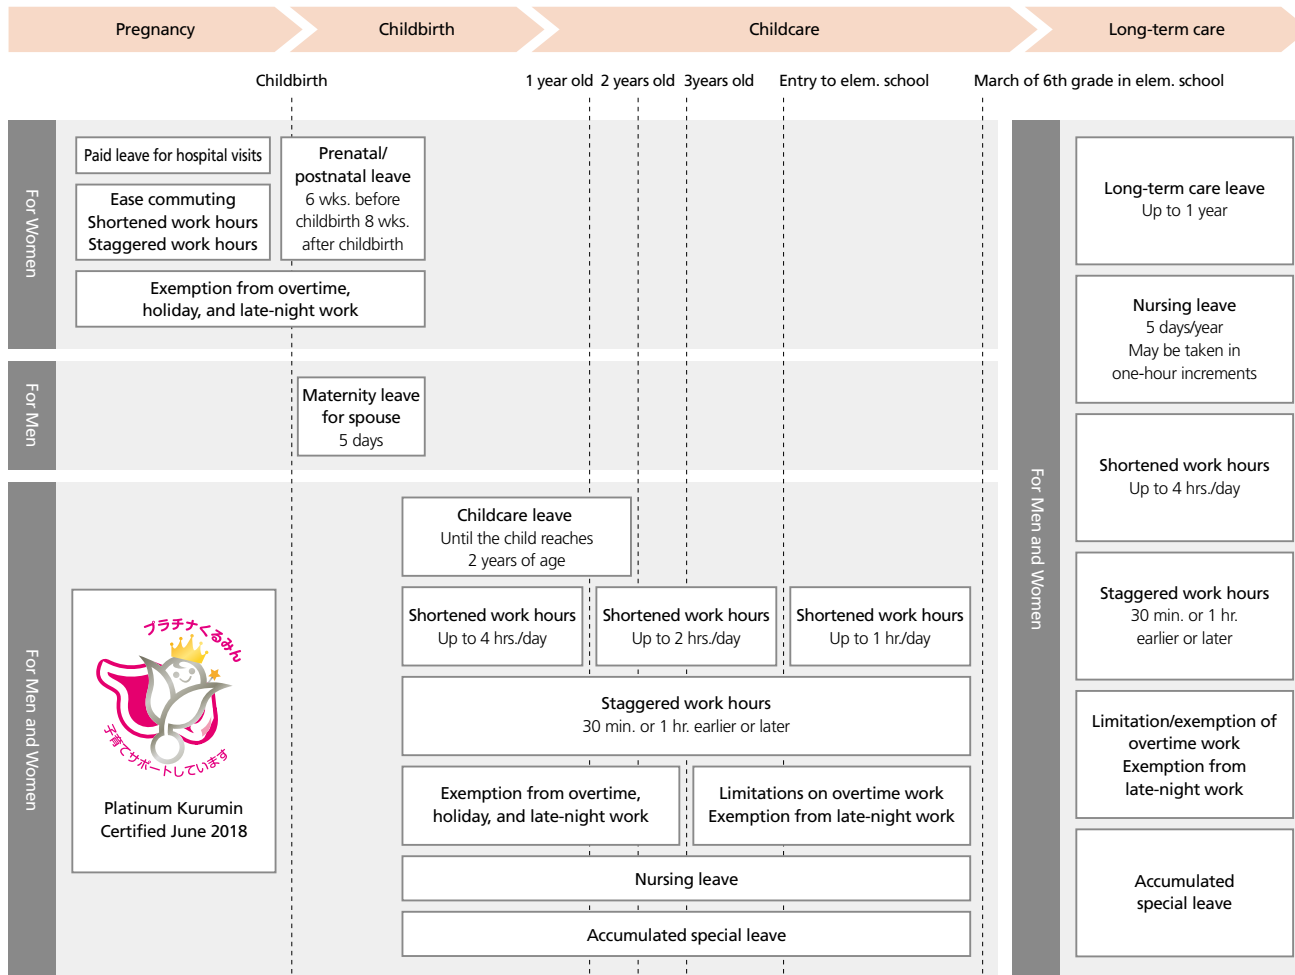 Pregnancy
Childbirth
Childcare
Long-term care
Childbirth
1 year old
2 years old
3years old
Entry to elem. school
March of 6th grade in elem. school
For Women
Paid leave for hospital visits
Ease commuting
Shortened work hours
Staggered work hours
Prenatal/
postnatal leave
6 wks. before
childbirth 8 wks.
after childbirth
Exemption from overtime,
holiday, and late-night work
For Men
Maternity leave
for spouse
5 days
For Men and Women
プラチナくるみん
子育てサポートしています
Platinum Kurumin
Certified June 2018
Childcare leave
Until the child reaches
2 years of age
Shortened work hours
Up to 4 hrs./day
Shortened work hours
Up to 2 hrs./day
Shortened work hours
Up to 1 hr./day
Staggered work hours
30 min. or 1 hr. earlier or later
Exemption from overtime,
holiday, and late-night work
Limitations on overtime work
Exemption from late-night work
Nursing leave
Accumulated special leave
For Men and Women
Long-term care leave
Up to 1 year
Nursing leave
5 days/year
May be taken in
one-hour increments
Shortened work hours
Up to 4 hrs./day
Staggered work hours
30 min. or 1 hr.
earlier or later
Limitation/exemption of
overtime work
Exemption from
late-night work
Accumulated
special leave